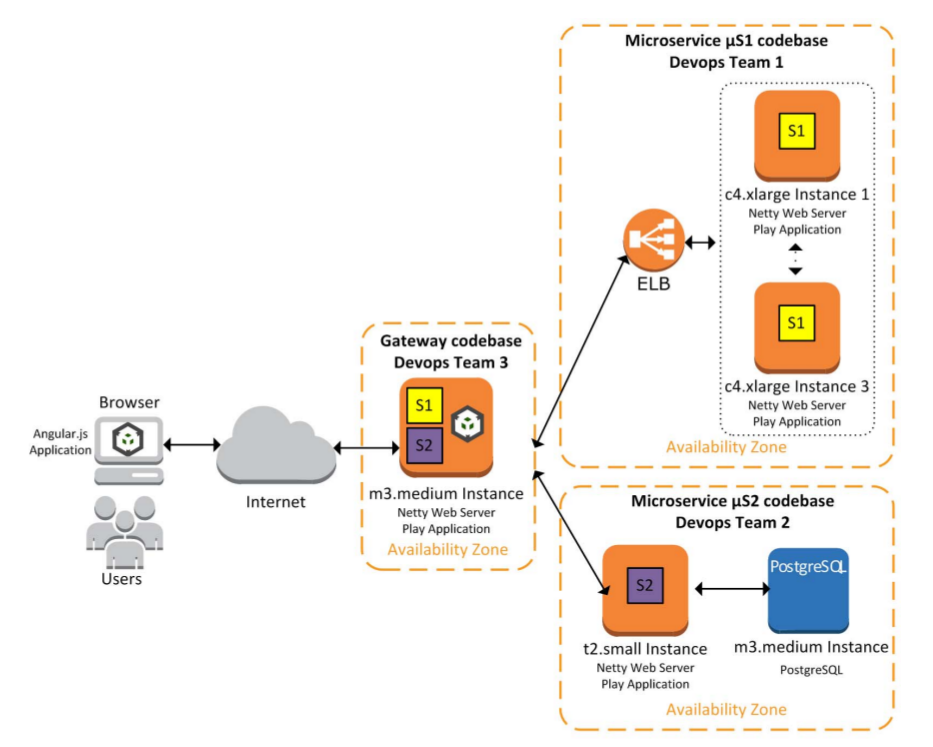 Microservice µS1 codebase
Devops Team 1
S1
c4.xlarge Instance 1
Netty Web Server
Play Application
ELB
S1
c4.xlarge Instance 3
Netty Web Server
Play Application
Availability Zone
Gateway codebase
Devops Team 3
S1
S2
m3.medium Instance
Netty Web Server
Play Application
Availability Zone
Browser
Angular.js
Application
Internet
Users
Microservice µS2 codebase
Devops Team 2
S2
t2.small Instance
Netty Web Server
Play Application
PostgreSQL
m3.medium Instance
PostgreSQL
Availability Zone